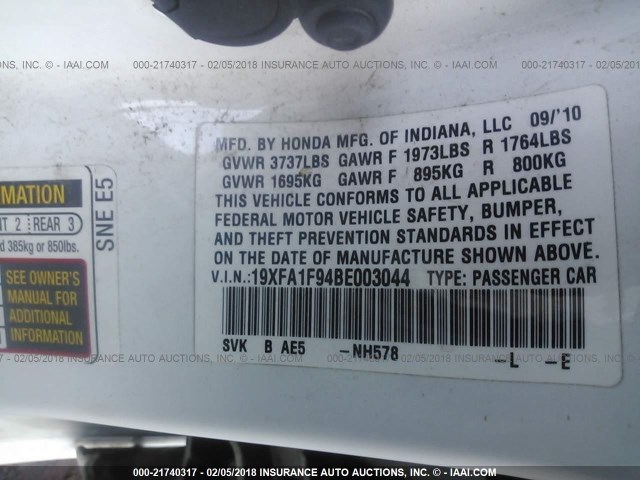 000-21740317 - 02/05/2018 INSURANCE AUTO AUCTIONS, INC. © - IAAI.COM
MFD. BY HONDA MFG. OF INDIANA, LLC 09/'10
GVWR 3737LBS GAWR F 1973LBS R 1764LBS
GVWR 1695KG GAWR F 895KG R 800KG
THIS VEHICLE CONFORMS TO ALL APPLICABLE
FEDERAL MOTOR VEHICLE SAFETY, BUMPER,
AND THEFT PREVENTION STANDARDS IN EFFECT
ON THE DATE OF MANUFACTURE SHOWN ABOVE.
V.I.N.: 19XFA1F94BE003044 TYPE: PASSENGER CAR
SVK B AE5 -NH578 -L -E
2 REAR 3
385kg or 850lbs.
SEE OWNER'S
MANUAL FOR
ADDITIONAL
INFORMATION
SNE E5
000-21740317 - 02/05/2018 INSURANCE AUTO AUCTIONS, INC. © - IAAI.COM
000-21740317 - 02/05/2018 INSURANCE AUTO AUCTIONS, INC. © - IAAI.COM